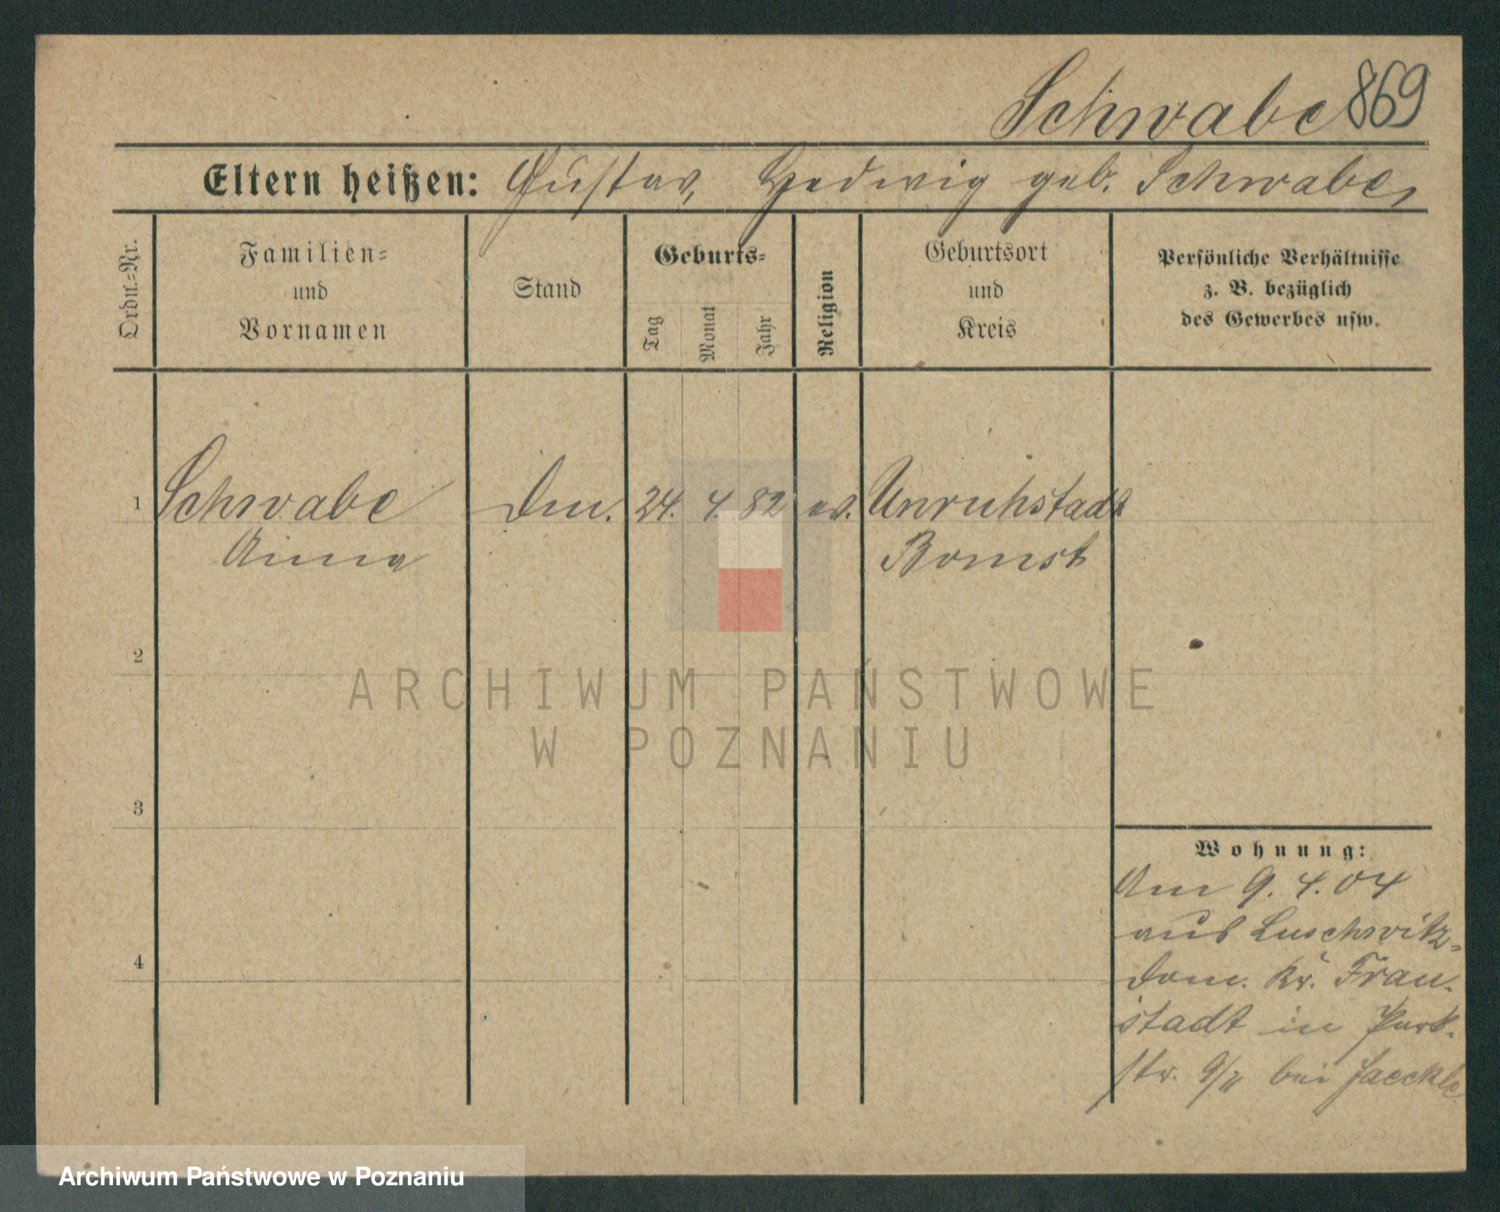 Schwabe 869
Eltern heißen: Gustav, Hedwig geb. Schwabe,
Ordn.-Nr.
Familien-
und
Vornamen
Stand
Geburts-
Tag
Monat
Jahr
Religion
Geburtsort
und
Kreis
Persönliche Verhältnisse
z. B. bezüglich
des Gewerbes usw.
1 Schwabe 24. 4. 82 ev. Unruhstadt
Anna Bomst
2
3
4
Wohnung:
Am 9. 4. 04
aus Luschwitz-
Dom. Kr. Frau-
stadt in Park-
str. 9/II bei Jaeckle
ARCHIWUM PAŃSTWOWE
W POZNANIU
Archiwum Państwowe w Poznaniu